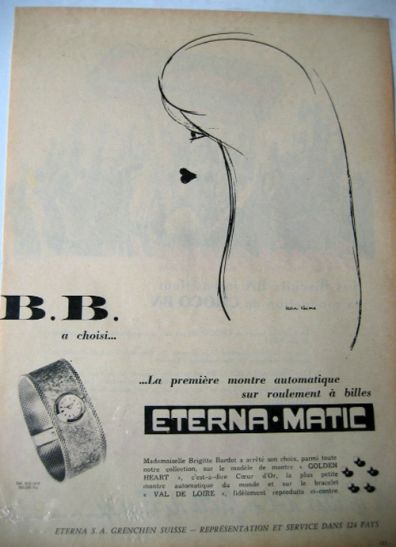 B.B.
a choisi...
...La première montre automatique
sur roulement à billes
ETERNA·MATIC
Mademoiselle Brigitte Bardot a arrêté son choix, parmi toute
notre collection, sur le modèle de montre « GOLDEN
HEART », c'est-à-dire Cœur d'Or, la plus petite
montre automatique du monde et sur le bracelet
« VAL DE LOIRE », fidèlement reproduits ci-contre.
ETERNA S.A. GRENCHEN SUISSE — REPRÉSENTATION ET SERVICE DANS 124 PAYS